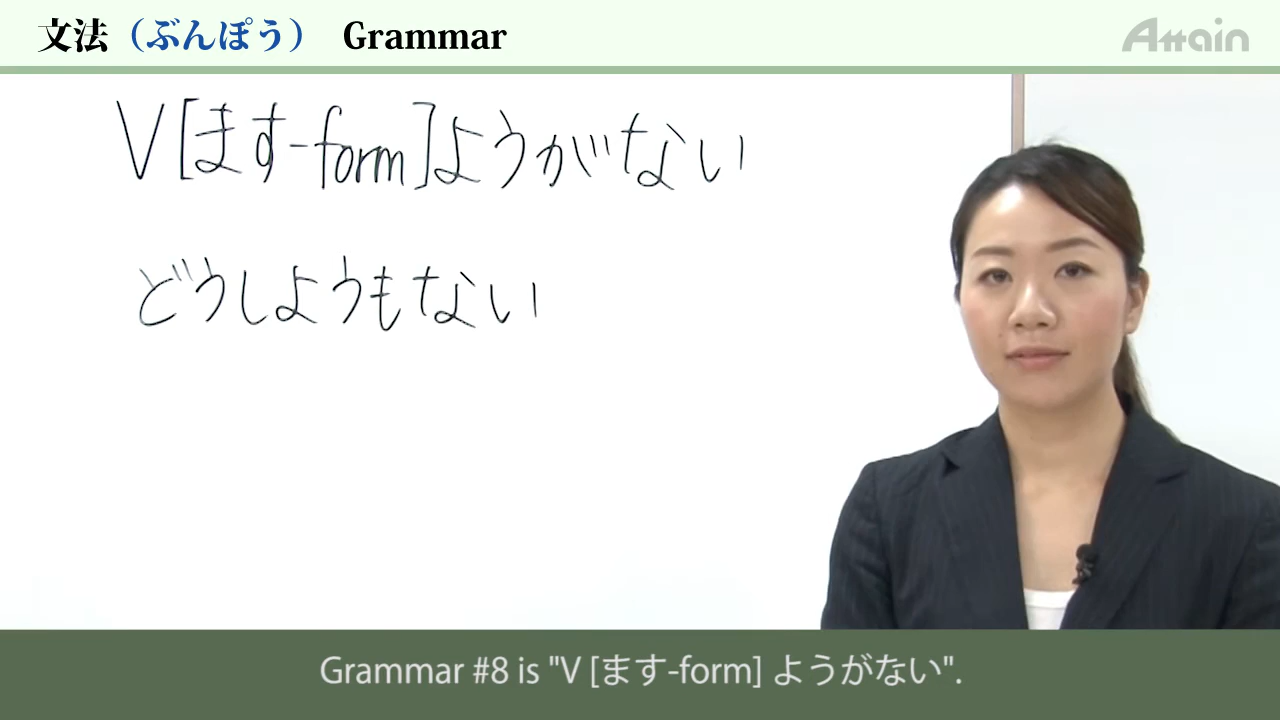 文法（ぶんぽう） Grammar
Attain
V[ます-form]ようがない
どうしようもない
Grammar #8 is "V [ます-form] ようがない".